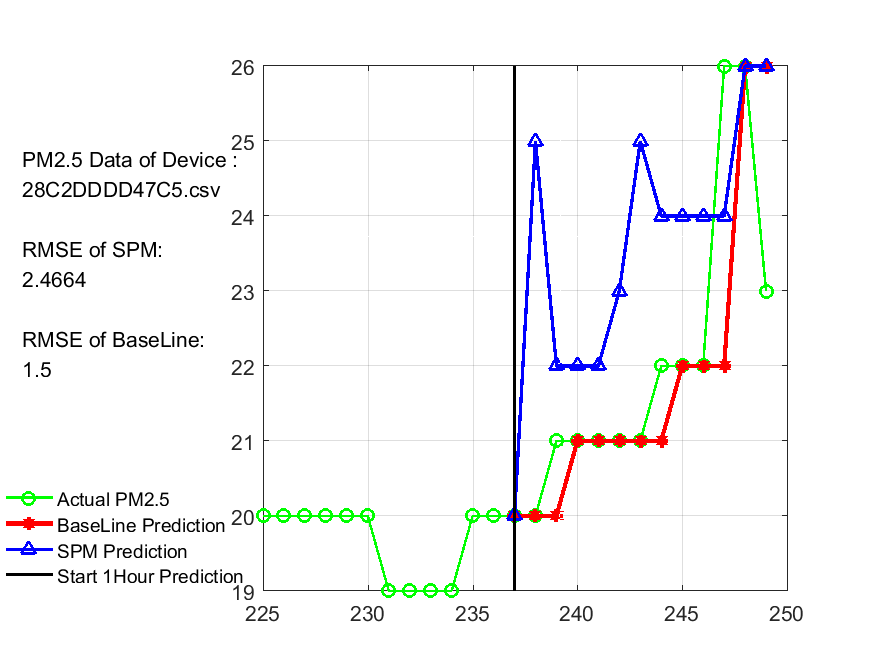 PM2.5 Data of Device :
28C2DDDD47C5.csv
RMSE of SPM:
2.4664
RMSE of BaseLine:
1.5
Actual PM2.5
BaseLine Prediction
SPM Prediction
Start 1Hour Prediction
26
25
24
23
22
21
20
19
225 230 235 240 245 250